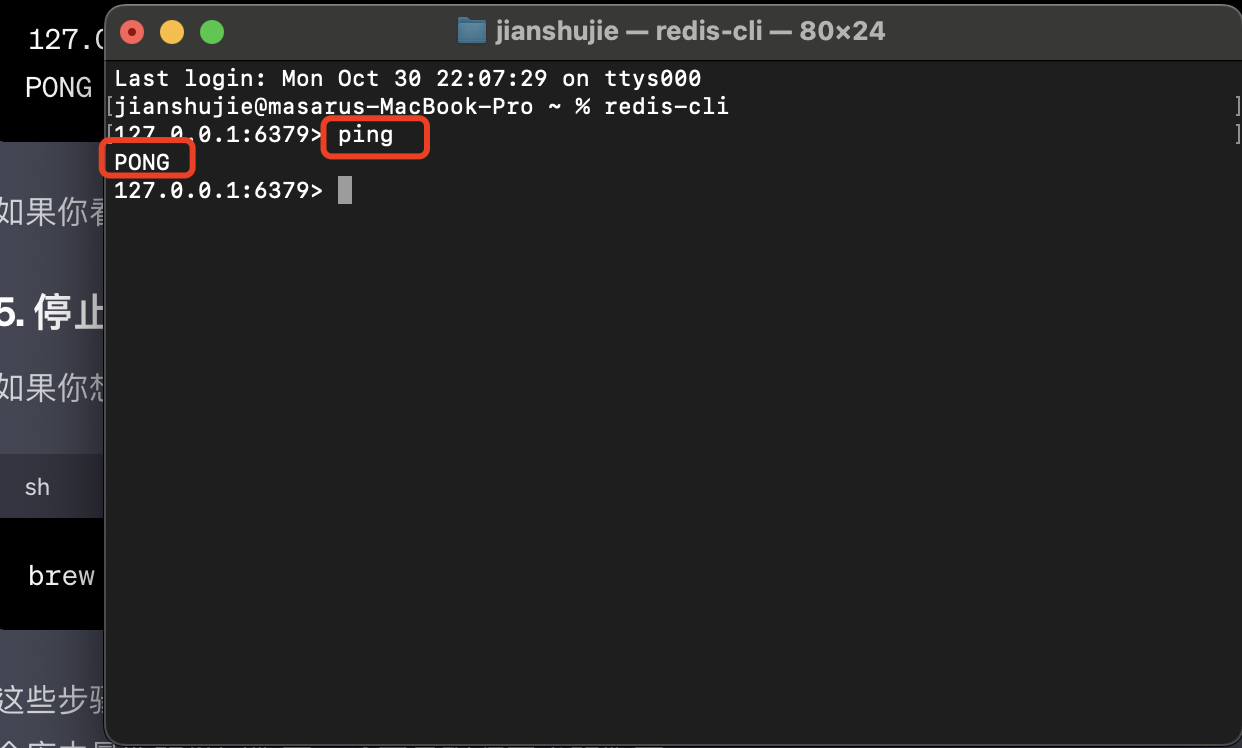 jianshujie — redis-cli — 80×24
Last login: Mon Oct 30 22:07:29 on ttys000
jianshujie@masarus-MacBook-Pro ~ % redis-cli
127.0.0.1:6379> ping
PONG
127.0.0.1:6379>
127.0
PONG
如果你看
5. 停止
如果你想
sh
brew
这些步骤